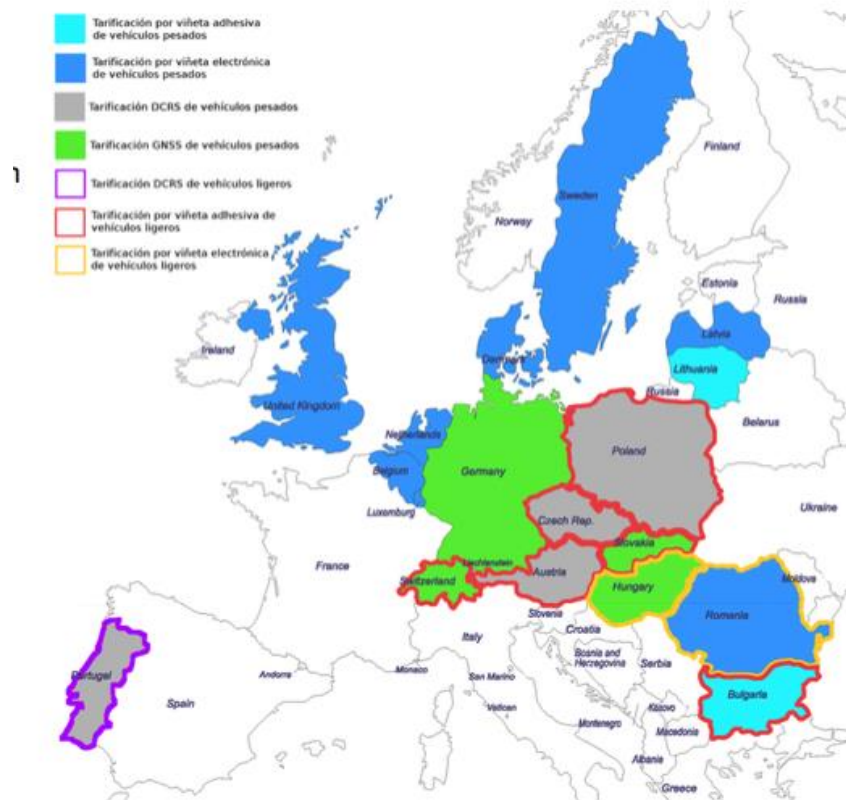 Tarificación por viñeta adhesiva
de vehículos pesados
Tarificación por viñeta electrónica
de vehículos pesados
Tarificación DCRS de vehículos pesados
Tarificación GNSS de vehículos pesados
n
Tarificación DCRS de vehículos ligeros
Tarificación por viñeta adhesiva de
vehículos ligeros
Tarificación por viñeta electrónica
de vehículos ligeros
Finland
Sweden
Norway
Estonia
Russia
Latvia
Ireland
Denmark
Lithuania
Russia
United Kingdom
Belarus
Netherlands
Poland
Belgium
Germany
Luxemburg
Ukraine
Czech Rep.
Slovakia
France
Liechtenstein
Austria
Switzerland
Moldova
Hungary
Slovenia
Romania
Croatia
Italy
Bosnia and
Herzegovina
Serbia
Monaco
Andorra
San Marino
Portugal
Spain
Bulgaria
Vatican
Kosovo
Montenegro
Macedonia
Albania
Greece